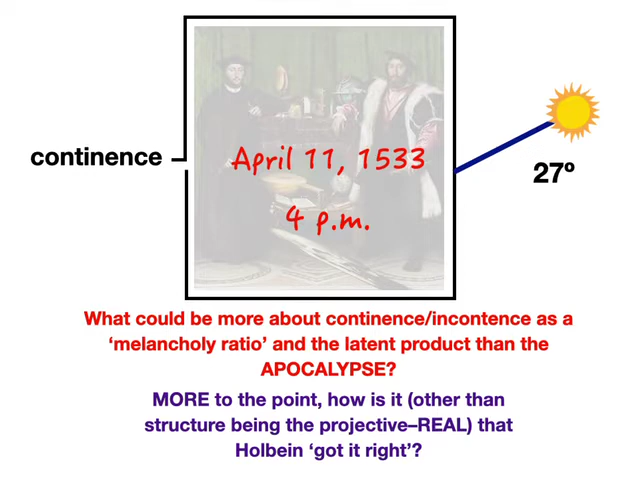 continence
April 11, 1533
4 p.m.
27º
What could be more about continence/incontence as a
‘melancholy ratio’ and the latent product than the
APOCALYPSE?
MORE to the point, how is it (other than
structure being the projective–REAL) that
Holbein ‘got it right’?